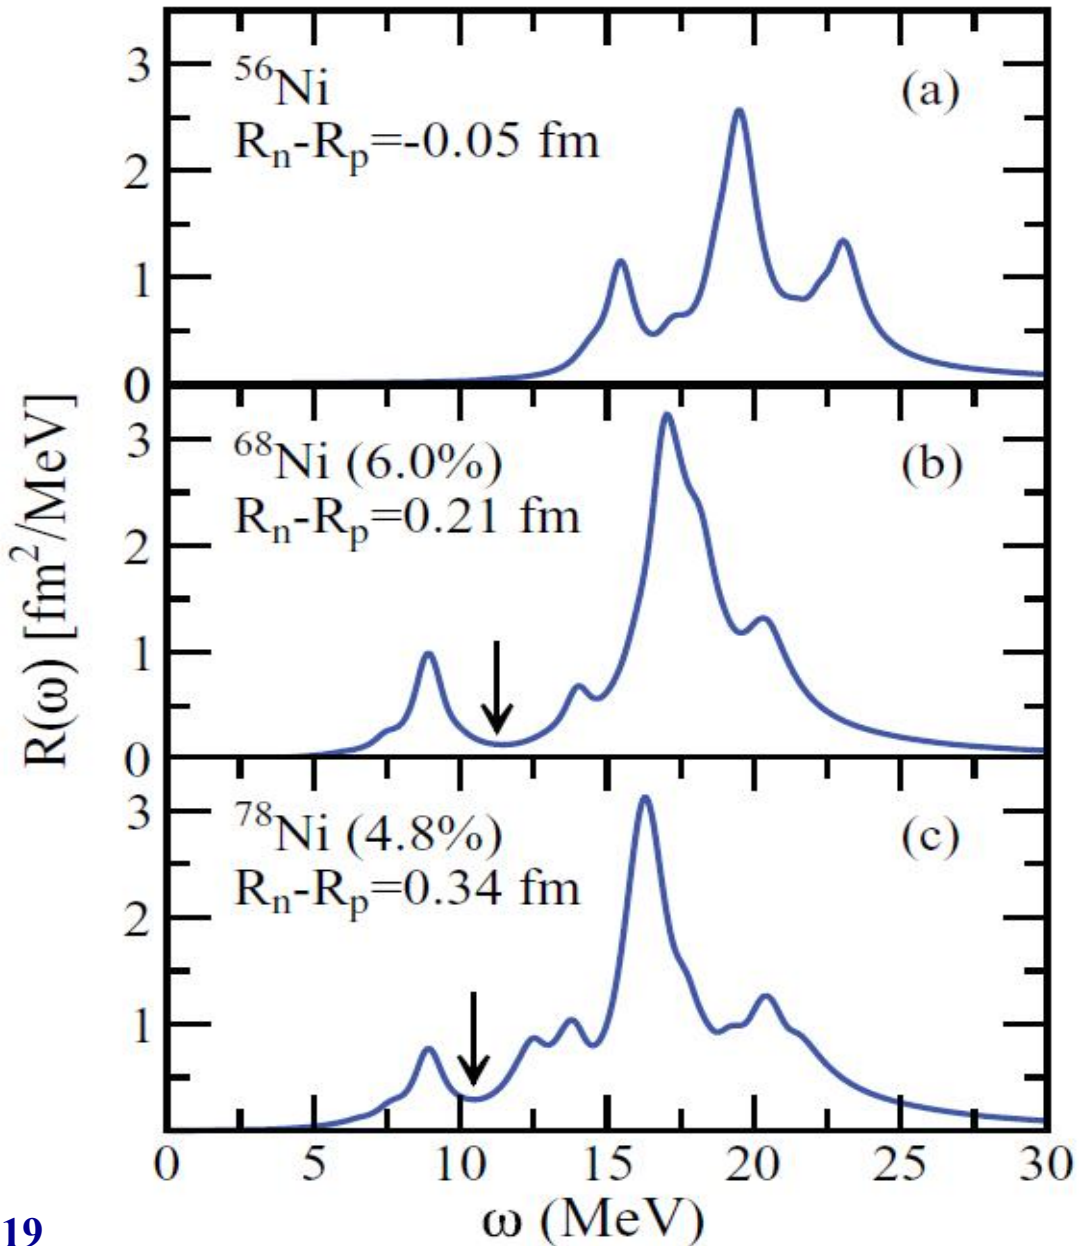 3
2
1
0
⁵⁶Ni
Rₙ-Rₚ=-0.05 fm
(a)
3
2
1
0
⁶⁸Ni (6.0%)
Rₙ-Rₚ=0.21 fm
(b)
3
2
1
⁷⁸Ni (4.8%)
Rₙ-Rₚ=0.34 fm
(c)
R(ω) [fm²/MeV]
0 5 10 15 20 25 30
ω (MeV)
19